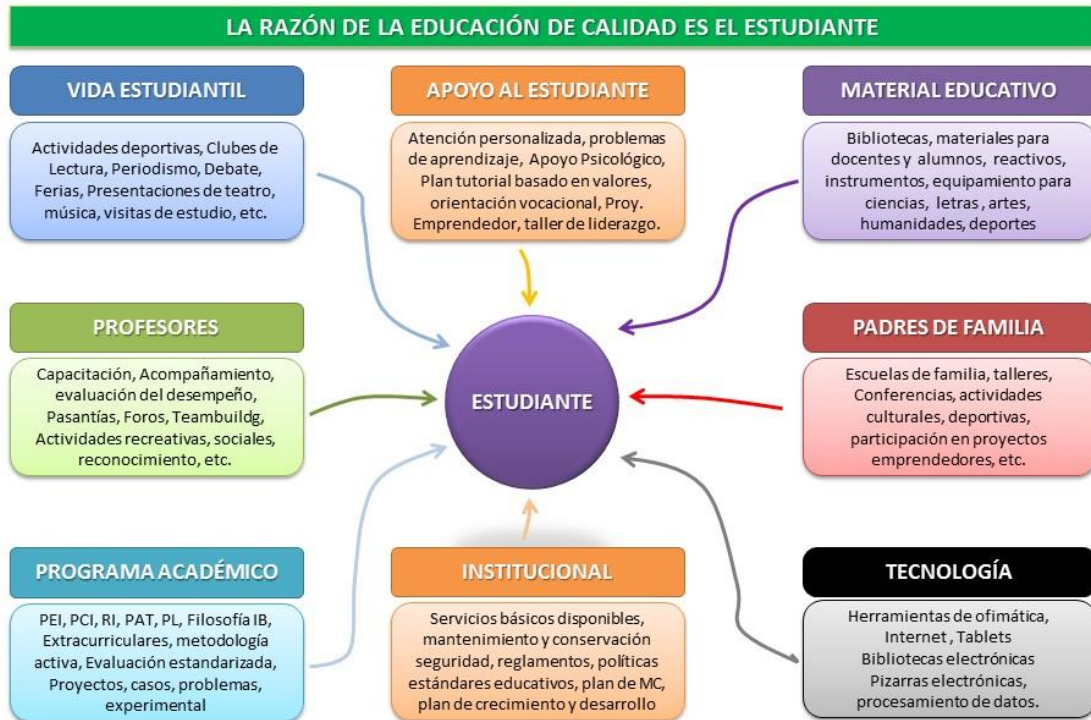 LA RAZÓN DE LA EDUCACIÓN DE CALIDAD ES EL ESTUDIANTE
VIDA ESTUDIANTIL
Actividades deportivas, Clubes de
Lectura, Periodismo, Debate,
Ferias, Presentaciones de teatro,
música, visitas de estudio, etc.
APOYO AL ESTUDIANTE
Atención personalizada, problemas
de aprendizaje, Apoyo Psicológico,
Plan tutorial basado en valores,
orientación vocacional, Proy.
Emprendedor, taller de liderazgo.
MATERIAL EDUCATIVO
Bibliotecas, materiales para
docentes y alumnos, reactivos,
instrumentos, equipamiento para
ciencias, letras , artes,
humanidades, deportes
PROFESORES
Capacitación, Acompañamiento,
evaluación del desempeño,
Pasantías, Foros, Teambuildg,
Actividades recreativas, sociales,
reconocimiento, etc.
ESTUDIANTE
PADRES DE FAMILIA
Escuelas de familia, talleres,
Conferencias, actividades
culturales, deportivas,
participación en proyectos
emprendedores, etc.
PROGRAMA ACADÉMICO
PEI, PCI, RI, PAT, PL, Filosofía IB,
Extracurriculares, metodología
activa, Evaluación estandarizada,
Proyectos, casos, problemas,
experimental
INSTITUCIONAL
Servicios básicos disponibles,
mantenimiento y conservación
seguridad, reglamentos, políticas
estándares educativos, plan de MC,
plan de crecimiento y desarrollo
TECNOLOGÍA
Herramientas de ofimática,
Internet , Tablets
Bibliotecas electrónicas
Pizarras electrónicas,
procesamiento de datos.